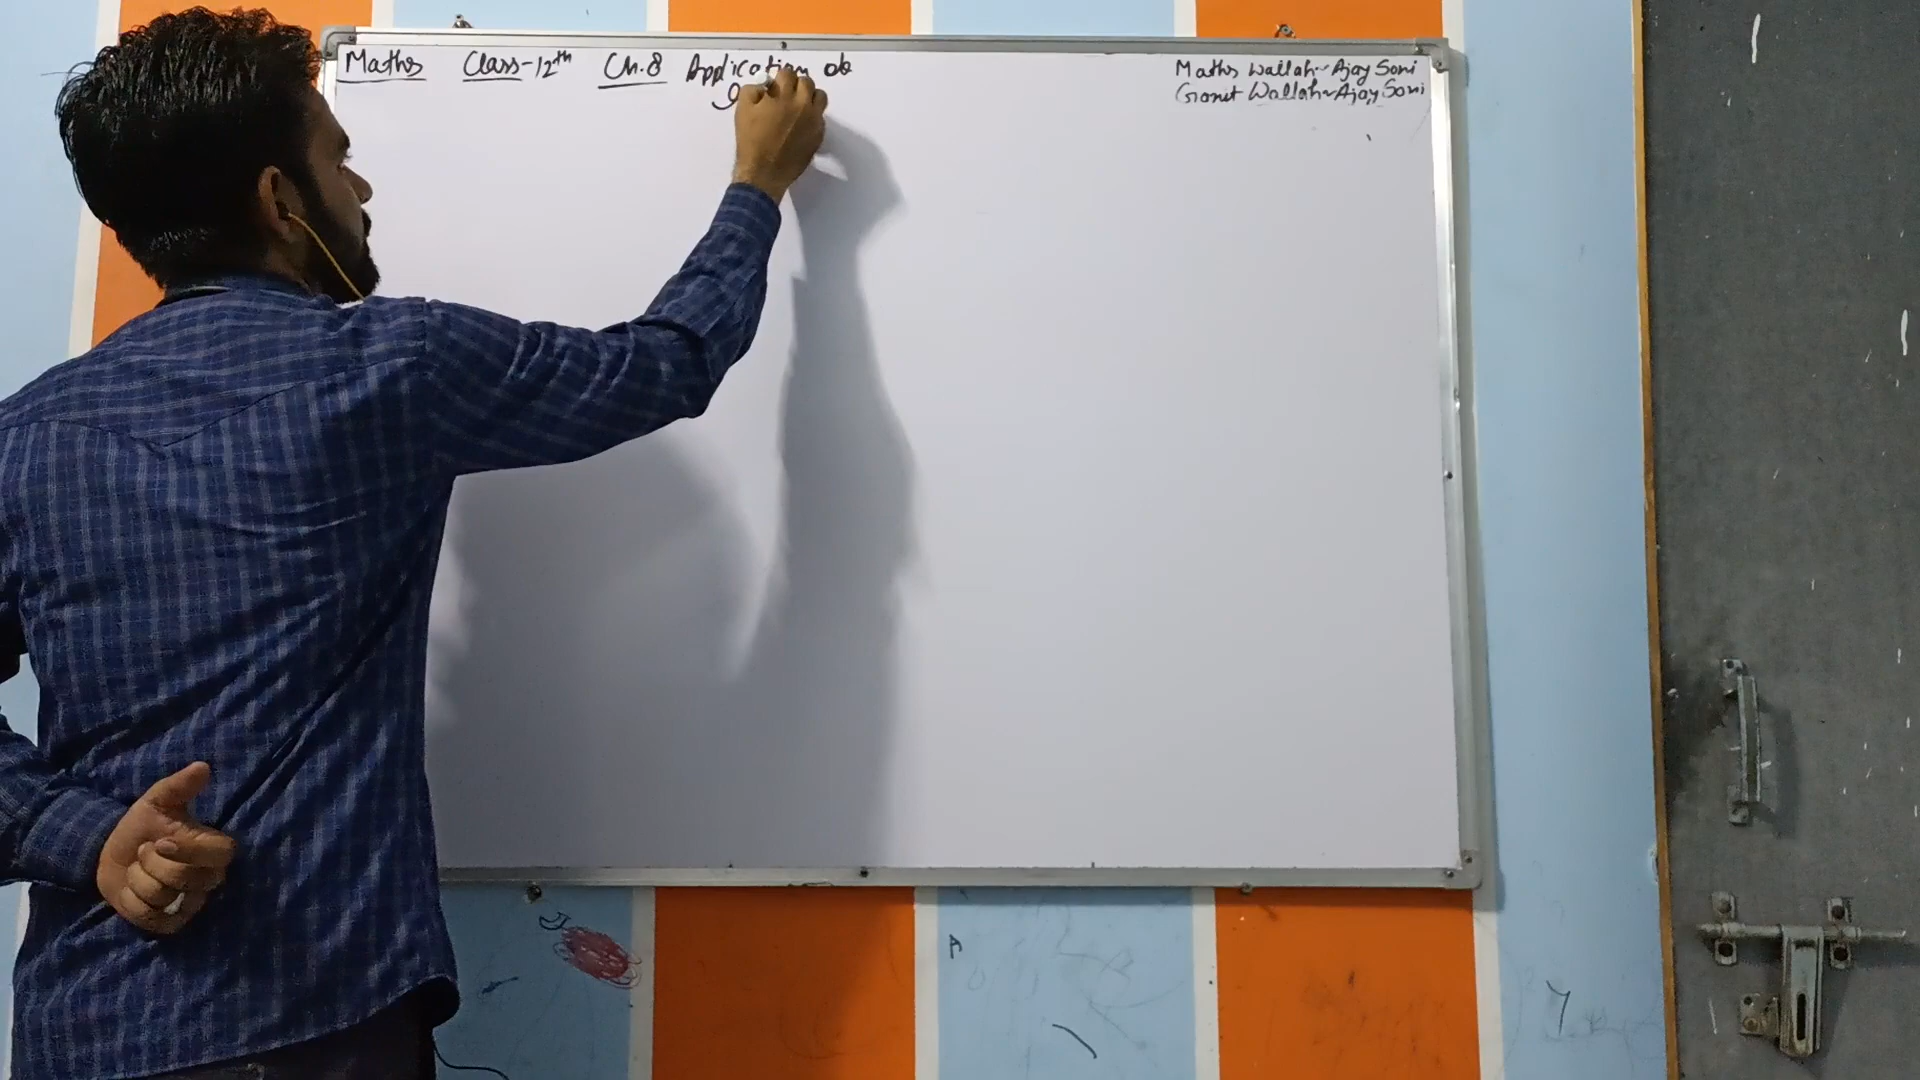 Maths Class-12th Ch.8 Application of
Maths Wallah~Ajay Soni
Ganit Wallah~Ajay Soni
A